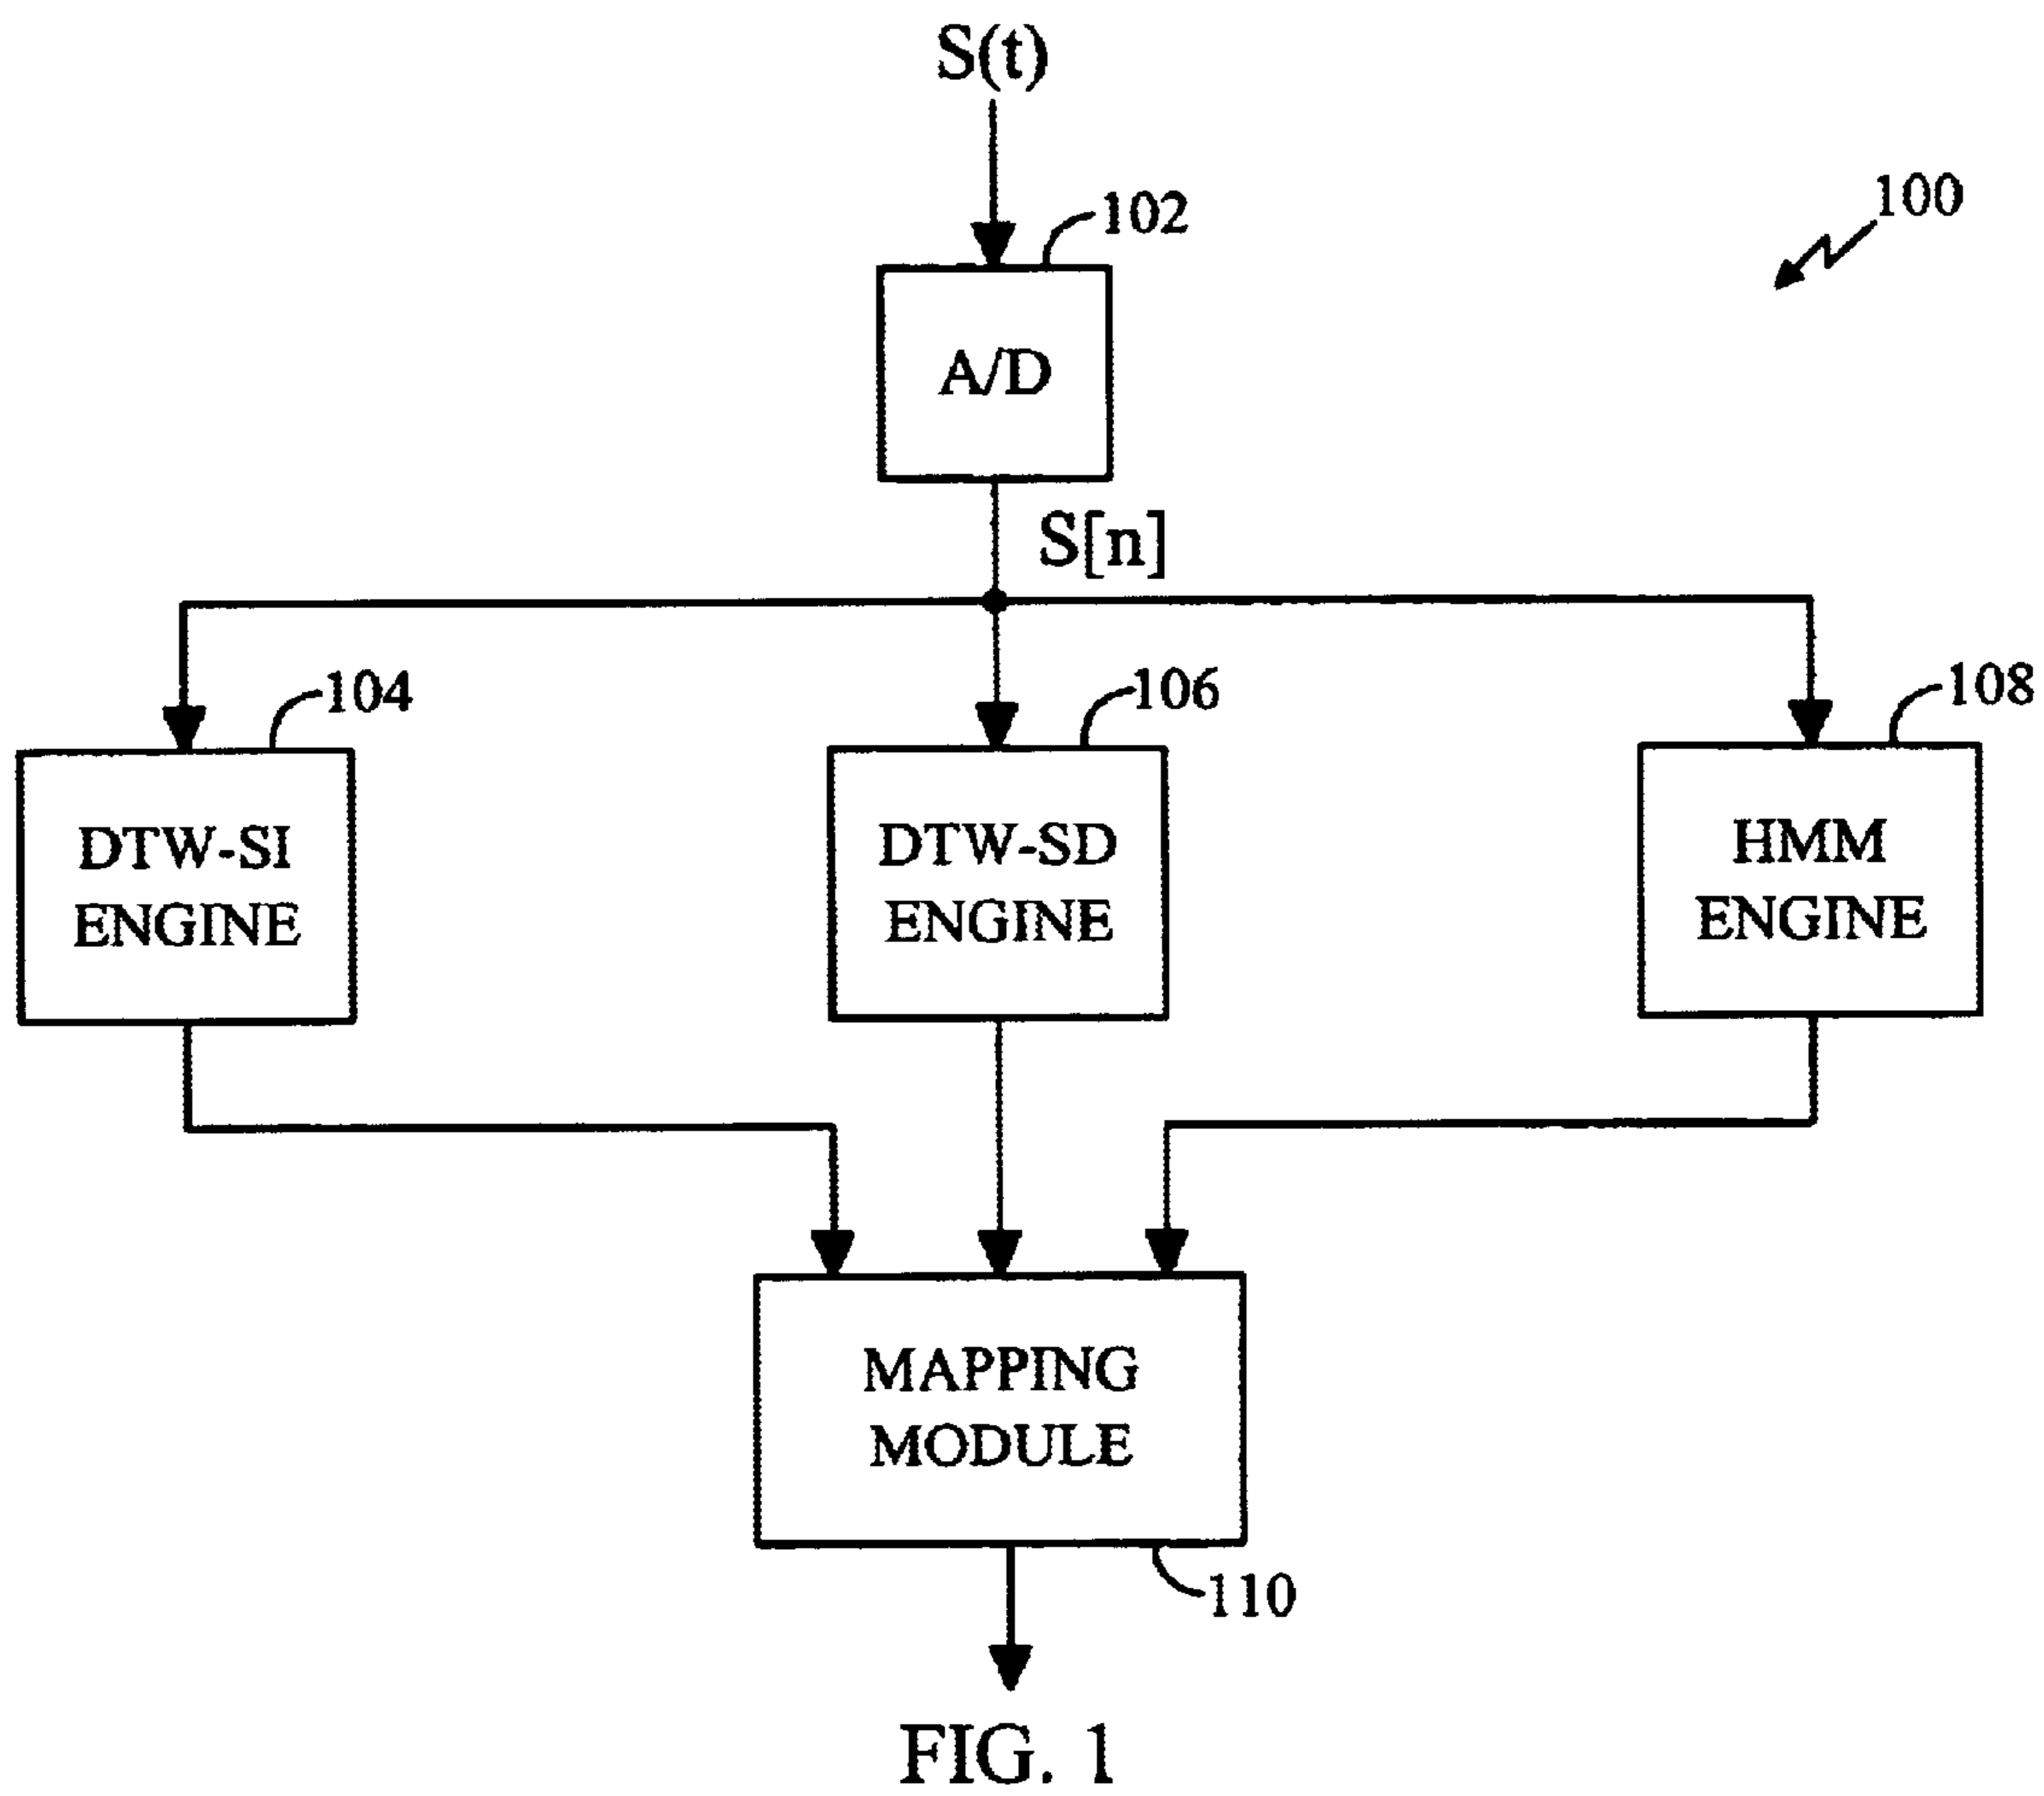 S(t)
102
100
A/D
S[n]
104
106
108
DTW-SI
ENGINE
DTW-SD
ENGINE
HMM
ENGINE
MAPPING
MODULE
110
FIG. 1